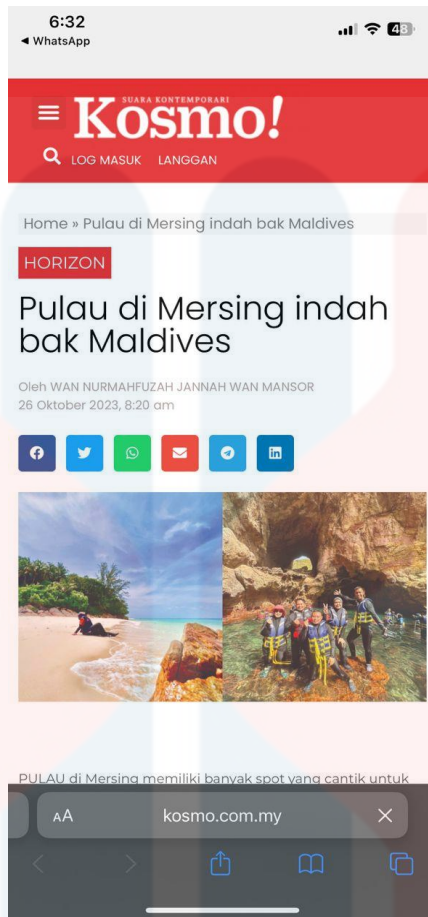 6:32
48
◄ WhatsApp
SUARA KONTEMPORARI
Kosmo!
LOG MASUK LANGGAN
Home » Pulau di Mersing indah bak Maldives
HORIZON
Pulau di Mersing indah
bak Maldives
Oleh WAN NURMAHFUZAH JANNAH WAN MANSOR
26 Oktober 2023, 8:20 am
PULAU di Mersing memiliki banyak spot yang cantik untuk
AA kosmo.com.my